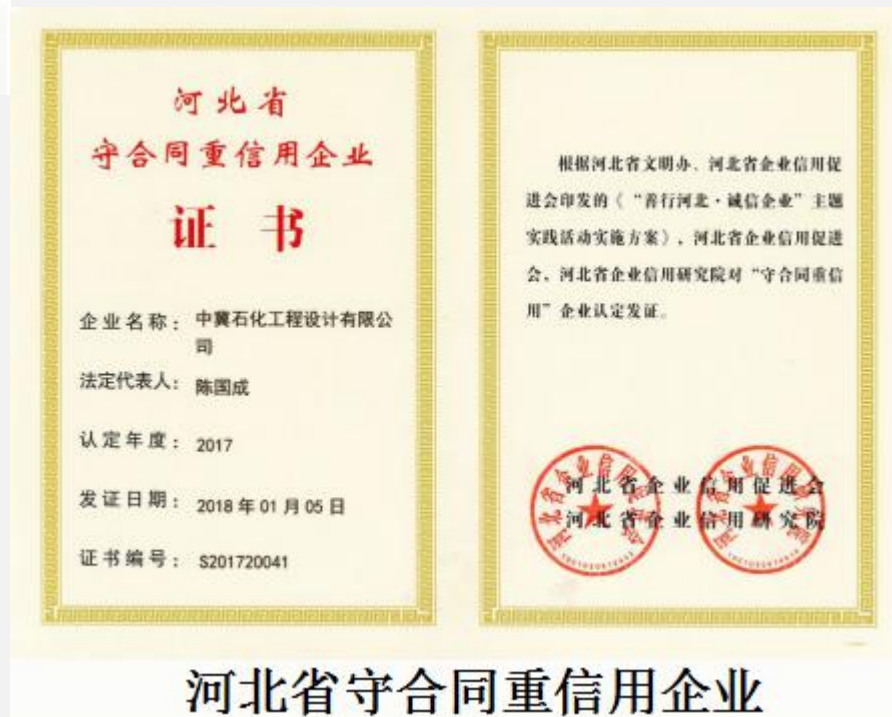 河北省
守合同重信用企业
证书
企业名称：中冀石化工程设计有限公
司
法定代表人：陈国成
认定年度：2017
发证日期：2018年01月05日
证书编号：S201720041
根据河北省文明办、河北省企业信用促
进会印发的《“善行河北·诚信企业”主题
实践活动实施方案》，河北省企业信用促进
会、河北省企业信用研究院对“守合同重信
用”企业认定发证。
河北省企业信用促进会
河北省企业信用研究院
河北省守合同重信用企业